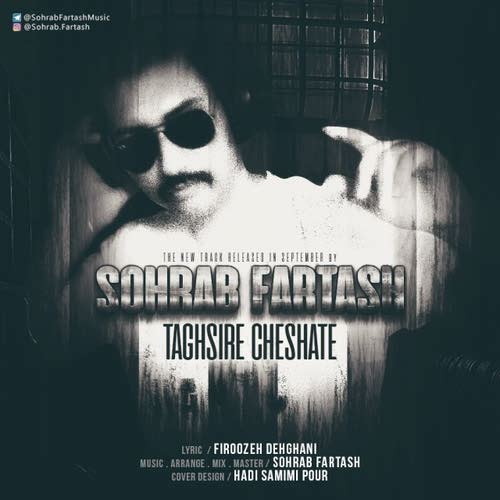 @SohrabFartashMusic
@Sohrab.Fartash
THE NEW TRACK RELEASED IN SEPTEMBER BY
SOHRAB FARTASH
TAGHSIRE CHESHATE
LYRIC / FIROOZEH DEHGHANI
MUSIC . ARRANGE . MIX . MASTER / SOHRAB FARTASH
COVER DESIGN / HADI SAMIMI POUR